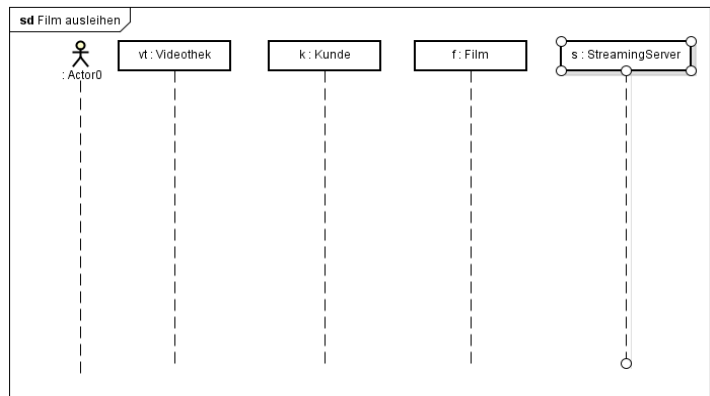 sd Film ausleihen
: Actor0
vt : Videothek
k : Kunde
f : Film
s : StreamingServer